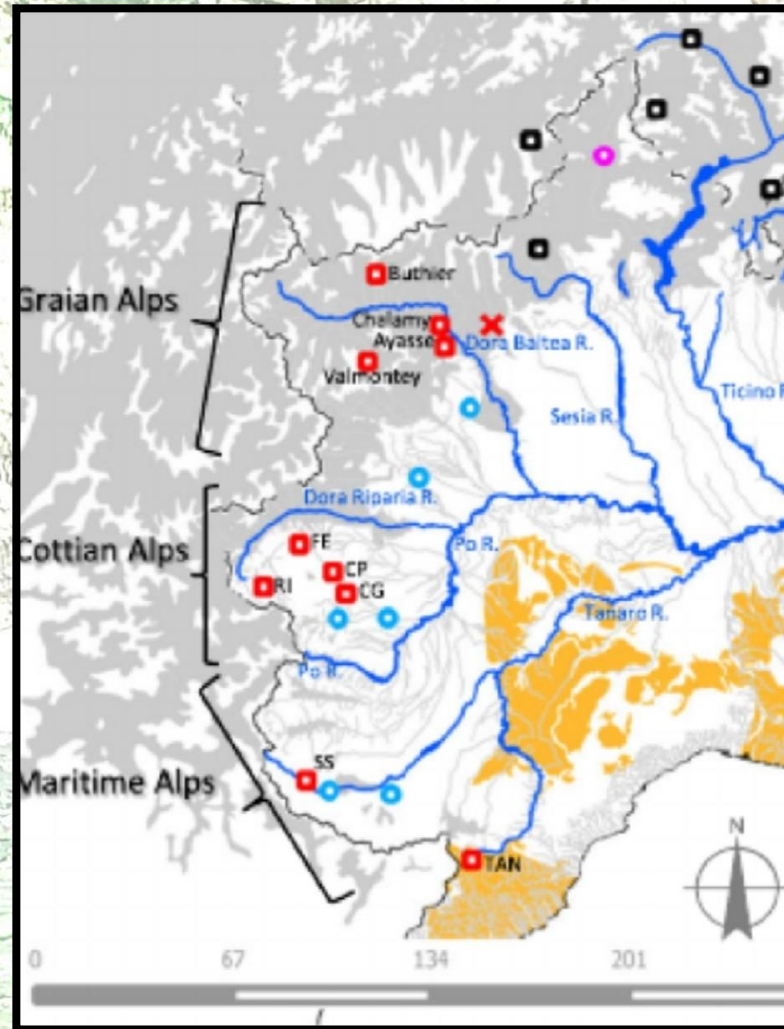 Buthier
Graian Alps
Chalamy
Ayasse
Dora Baltea R.
Valmontey
Ticino
Sesia R.
Dora Riparia R.
FE
Po R.
Cottian Alps
CP
RI
CG
Tanaro R.
Po R.
SS
Maritime Alps
N
TAN
0 67 134 201